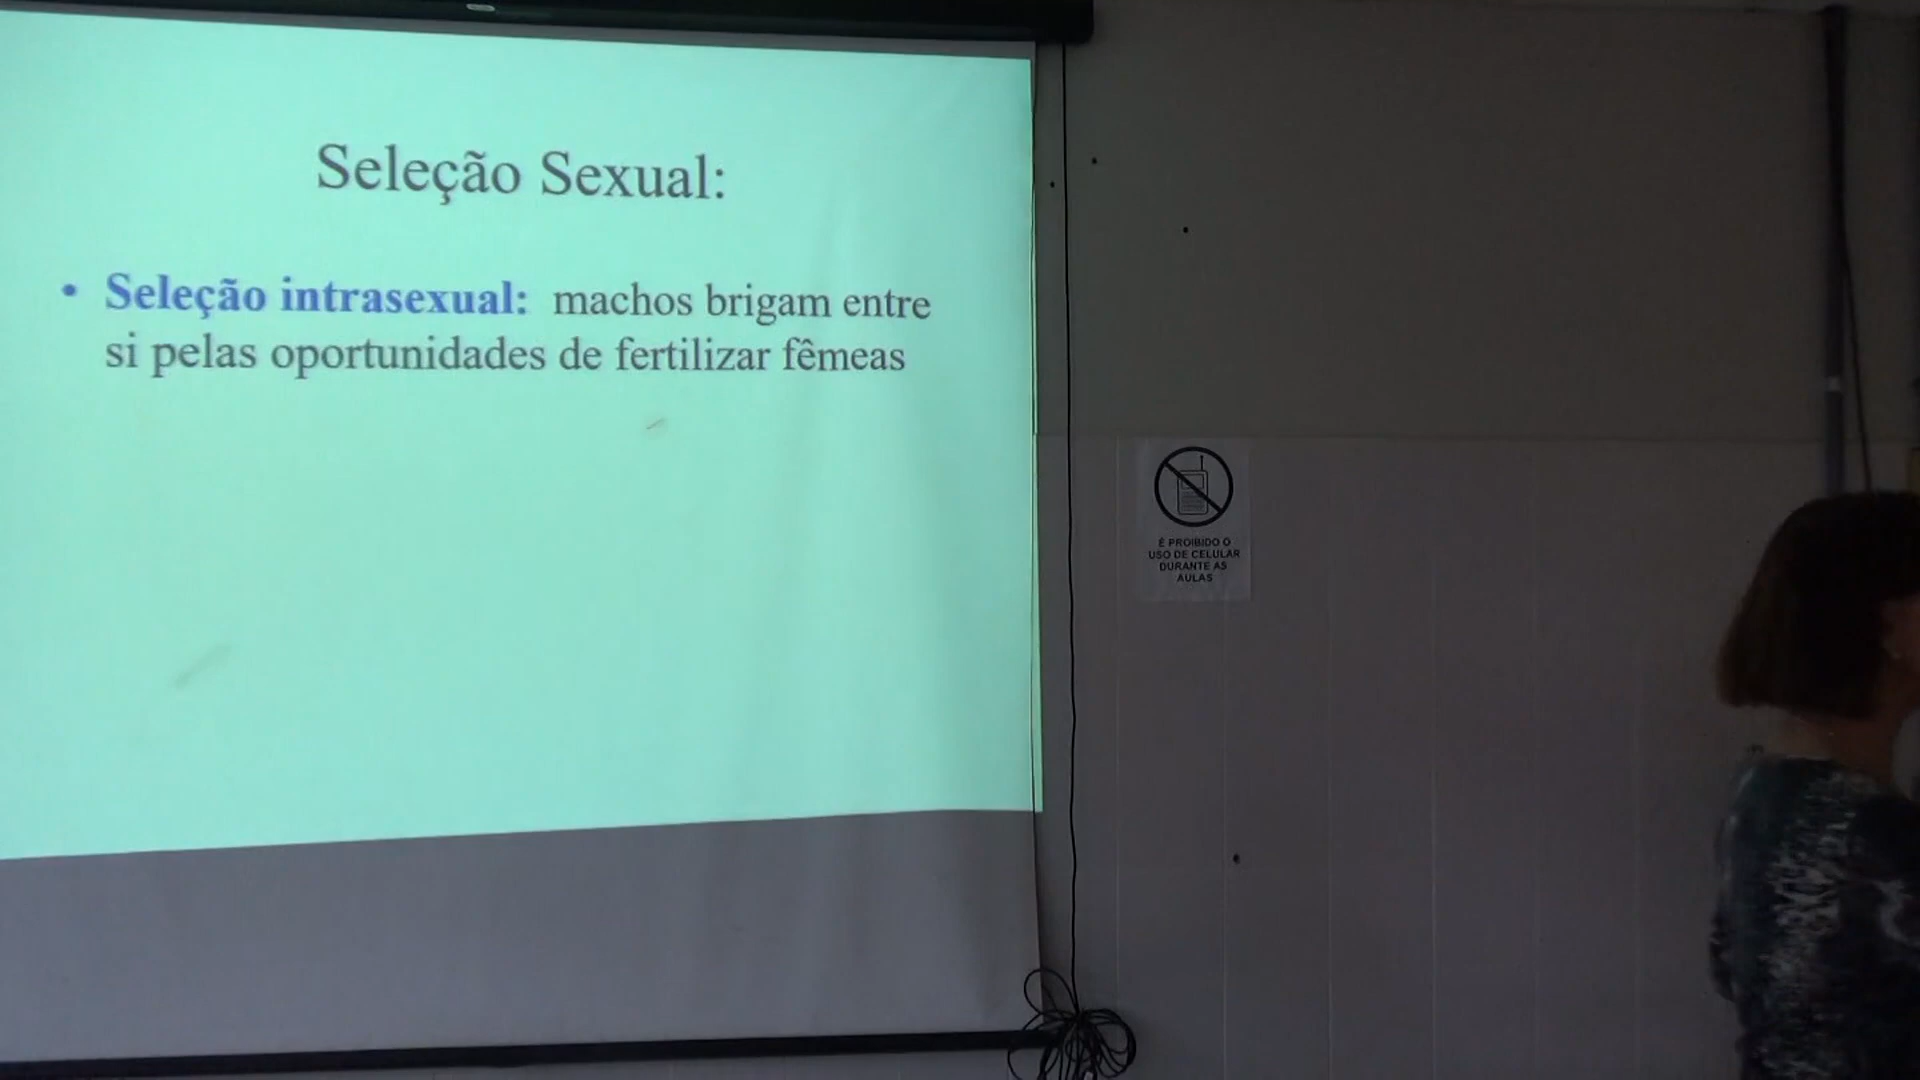 Seleção Sexual:
• Seleção intrasexual: machos brigam entre
si pelas oportunidades de fertilizar fêmeas
É PROIBIDO O
USO DE CELULAR
DURANTE AS
AULAS